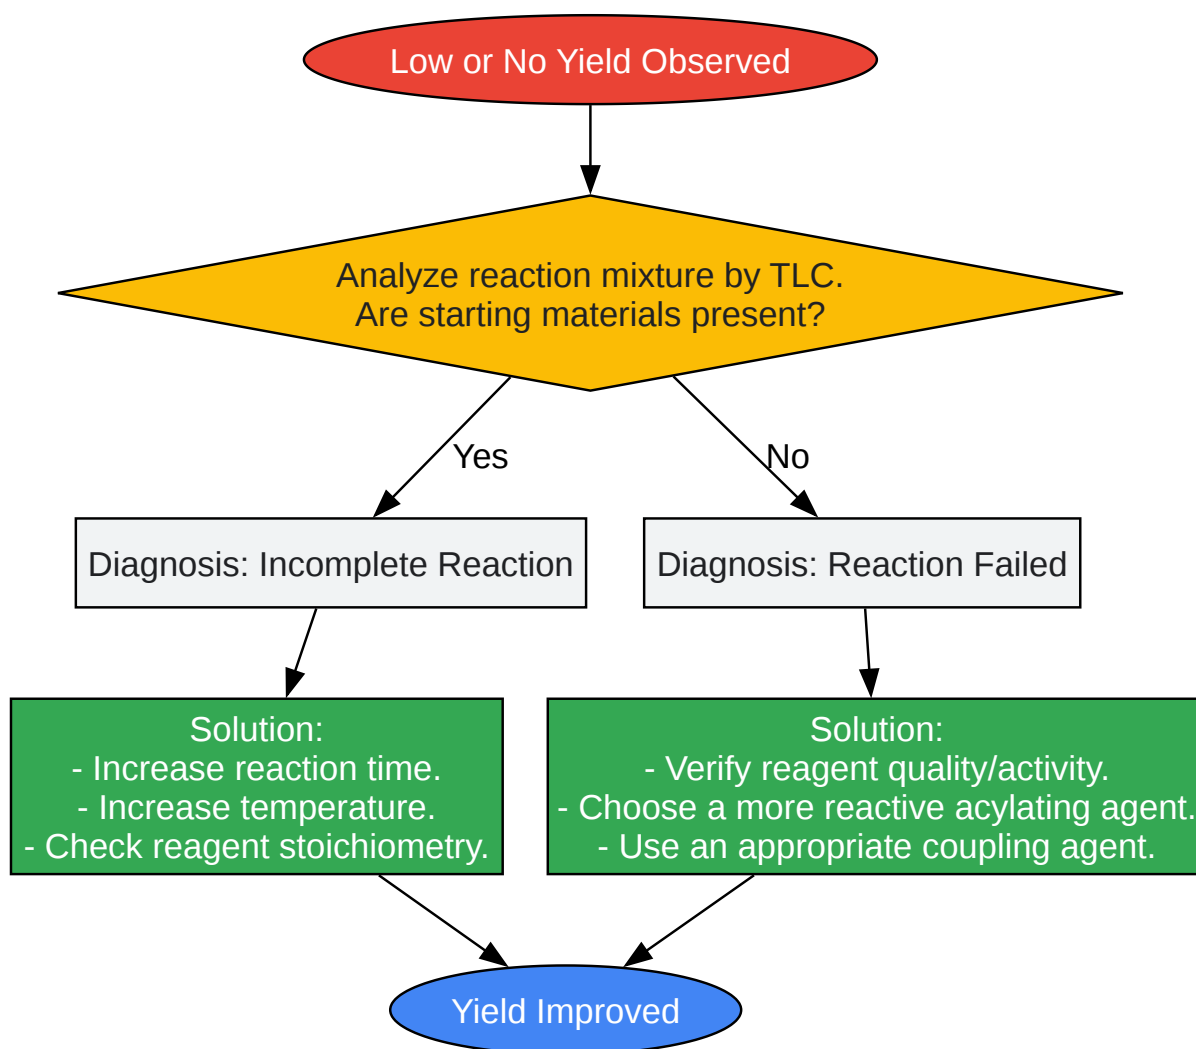 Low or No Yield Observed
Analyze reaction mixture by TLC.
Are starting materials present?
Yes
No
Diagnosis: Incomplete Reaction
Diagnosis: Reaction Failed
Solution:
- Increase reaction time.
- Increase temperature.
- Check reagent stoichiometry.
Solution:
- Verify reagent quality/activity.
- Choose a more reactive acylating agent.
- Use an appropriate coupling agent.
Yield Improved